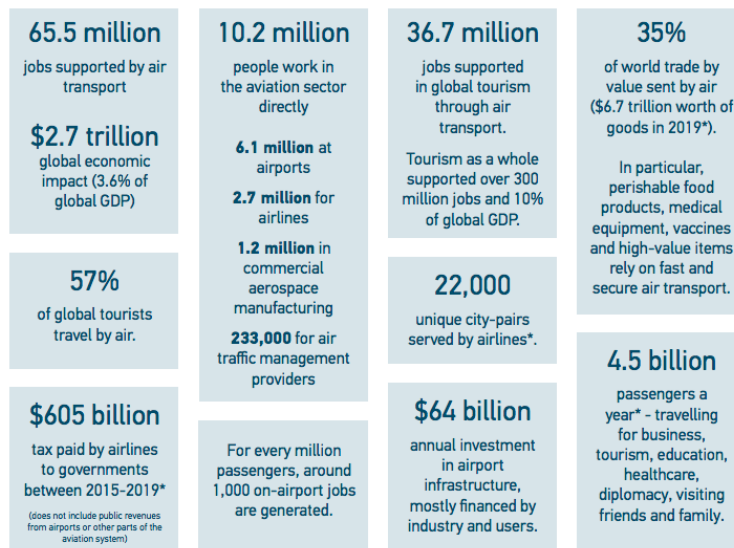 65.5 million
jobs supported by air
transport
$2.7 trillion
global economic
impact (3.6% of
global GDP)
57%
of global tourists
travel by air.
$605 billion
tax paid by airlines
to governments
between 2015-2019*
(does not include public revenues
from airports or other parts of the
aviation system)
10.2 million
people work in
the aviation sector
directly
6.1 million at
airports
2.7 million for
airlines
1.2 million in
commercial
aerospace
manufacturing
233,000 for air
traffic management
providers
For every million
passengers, around
1,000 on-airport jobs
are generated.
36.7 million
jobs supported
in global tourism
through air
transport.
Tourism as a whole
supported over 300
million jobs and 10%
of global GDP.
22,000
unique city-pairs
served by airlines*.
$64 billion
annual investment
in airport
infrastructure,
mostly financed by
industry and users.
35%
of world trade by
value sent by air
($6.7 trillion worth of
goods in 2019*).
In particular,
perishable food
products, medical
equipment, vaccines
and high-value items
rely on fast and
secure air transport.
4.5 billion
passengers a
year* - travelling
for business,
tourism, education,
healthcare,
diplomacy, visiting
friends and family.